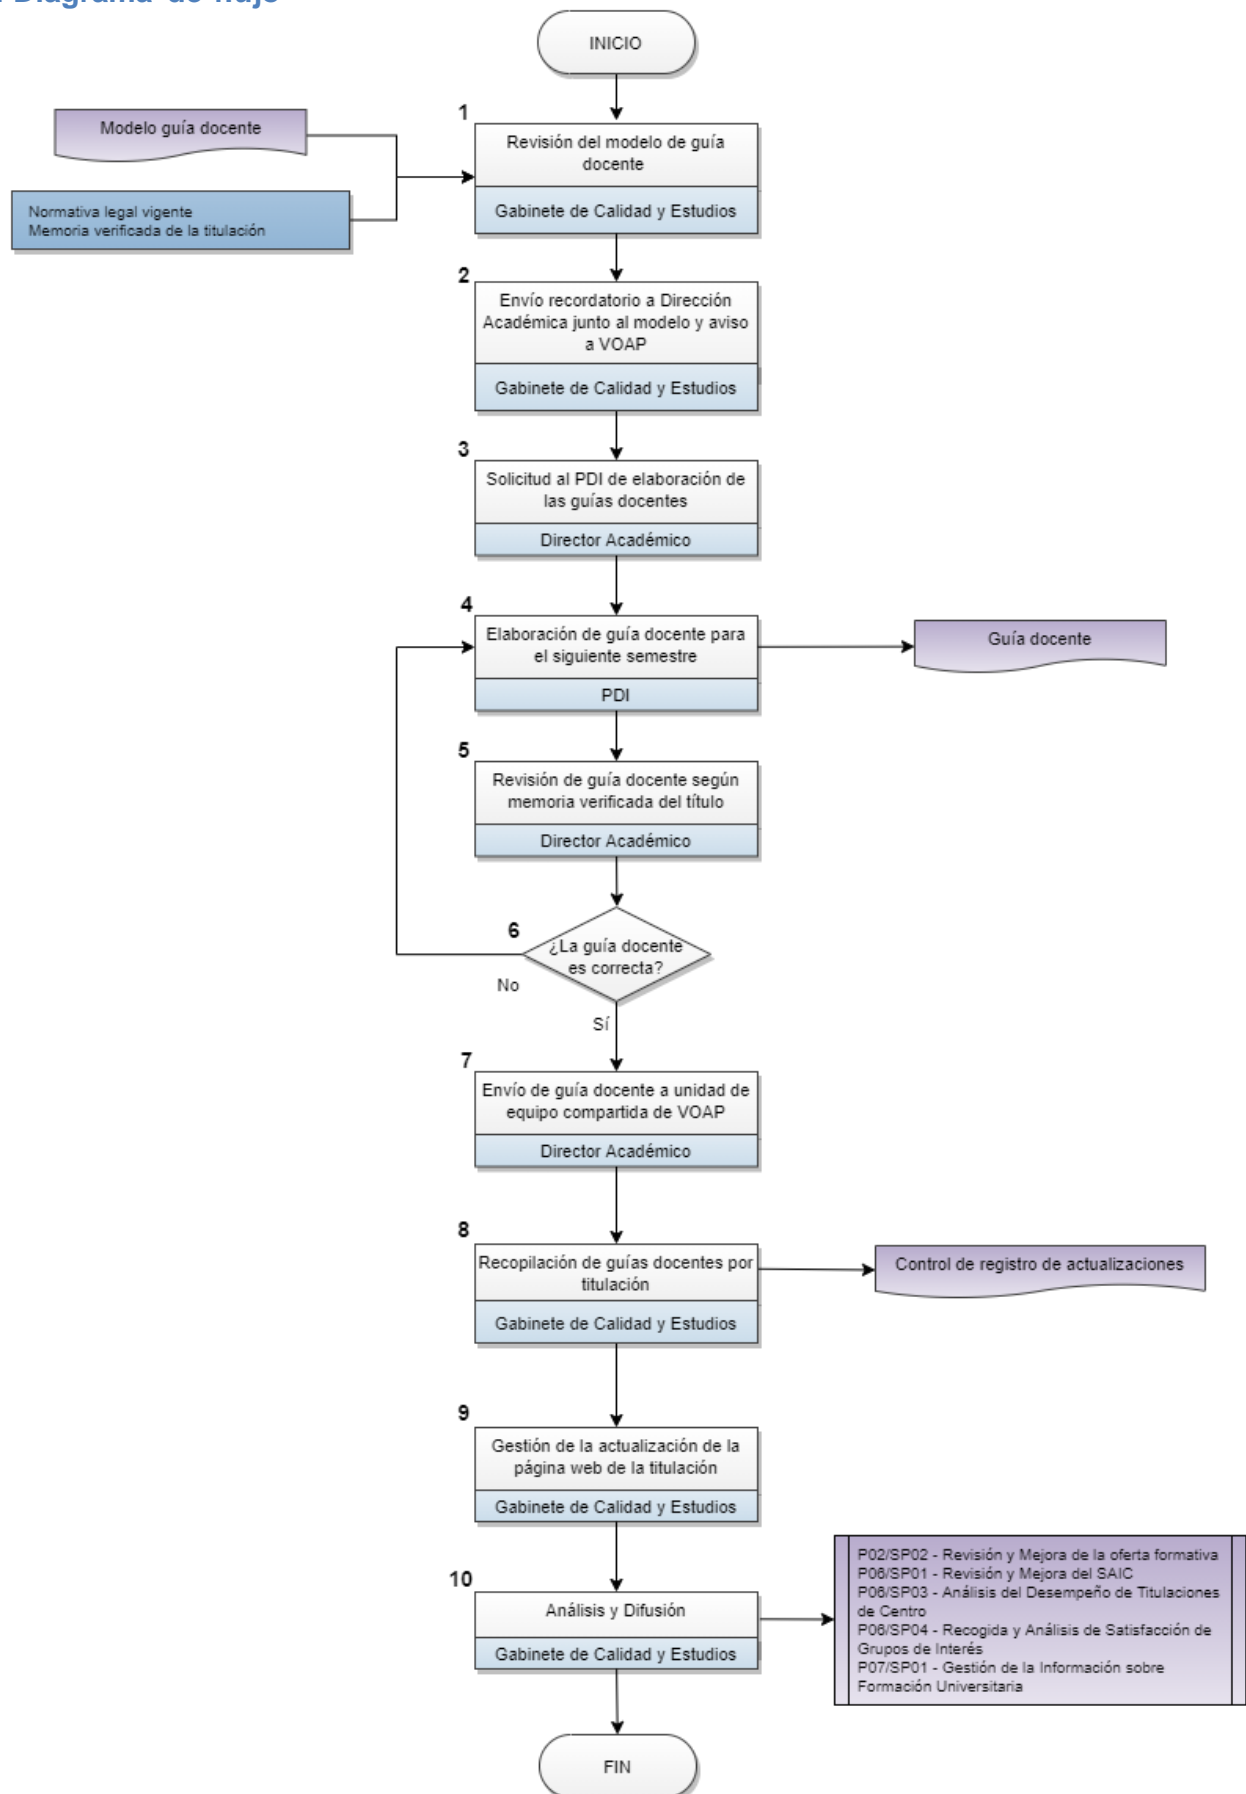 Diagrama de flujo
INICIO
1
Modelo guía docente
Revisión del modelo de guía
docente
Normativa legal vigente
Memoria verificada de la titulación
Gabinete de Calidad y Estudios
2
Envío recordatorio a Dirección
Académica junto al modelo y aviso
a VOAP
Gabinete de Calidad y Estudios
3
Solicitud al PDI de elaboración de
las guías docentes
Director Académico
4
Elaboración de guía docente para
el siguiente semestre
PDI
Guía docente
5
Revisión de guía docente según
memoria verificada del título
Director Académico
6
¿La guía docente
es correcta?
No
Sí
7
Envío de guía docente a unidad de
equipo compartida de VOAP
Director Académico
8
Recopilación de guías docentes por
titulación
Gabinete de Calidad y Estudios
Control de registro de actualizaciones
9
Gestión de la actualización de la
página web de la titulación
Gabinete de Calidad y Estudios
10
Análisis y Difusión
Gabinete de Calidad y Estudios
P02/SP02 - Revisión y Mejora de la oferta formativa
P06/SP01 - Revisión y Mejora del SAIC
P06/SP03 - Análisis del Desempeño de Titulaciones
de Centro
P06/SP04 - Recogida y Análisis de Satisfacción de
Grupos de Interés
P07/SP01 - Gestión de la Información sobre
Formación Universitaria
FIN